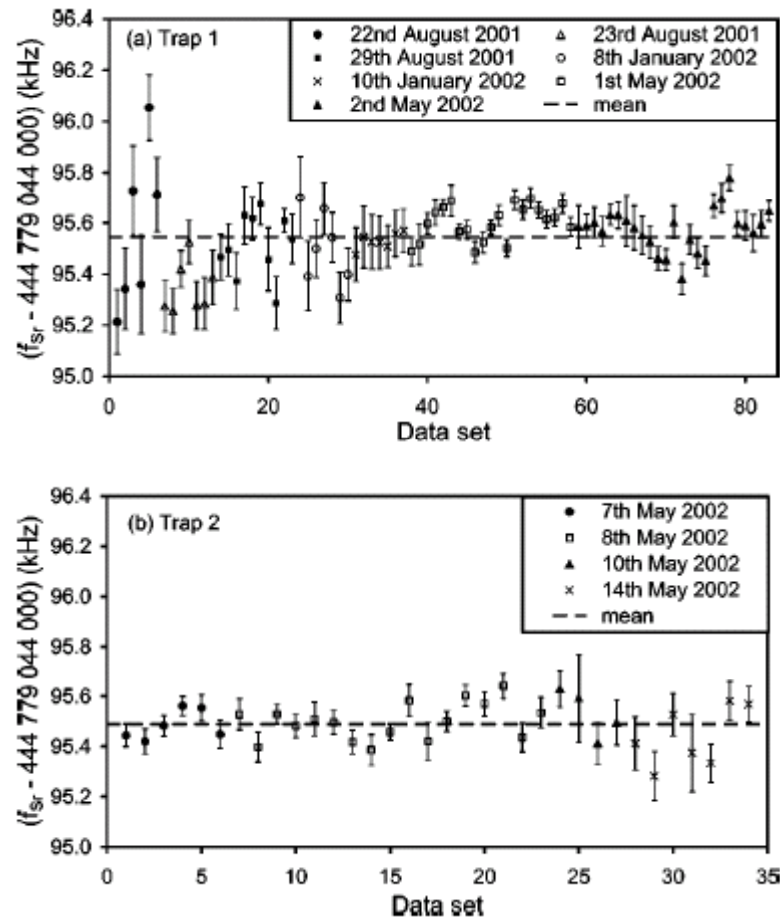 (a) Trap 1
22nd August 2001
23rd August 2001
29th August 2001
8th January 2002
10th January 2002
1st May 2002
2nd May 2002
mean
96.4
96.2
96.0
95.8
95.6
95.4
95.2
95.0
(fSr - 444 779 044 000) (kHz)
0 20 40 60 80
Data set
(b) Trap 2
7th May 2002
8th May 2002
10th May 2002
14th May 2002
mean
96.4
96.2
96.0
95.8
95.6
95.4
95.2
95.0
(fSr - 444 779 044 000) (kHz)
0 5 10 15 20 25 30 35
Data set